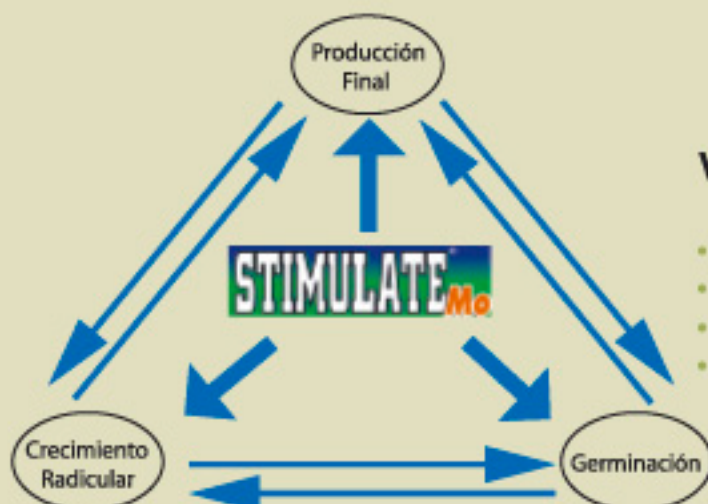 Producción
Final
STIMULATE Mo
Crecimiento
Radicular
Germinación